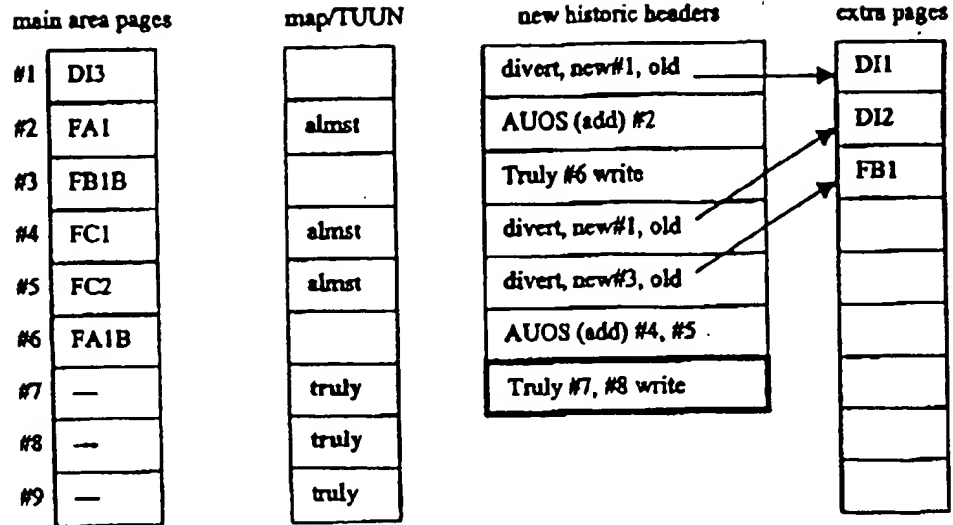 main area pages map/TUUN new historic headers extra pages
#1 DI3 divert, new#1, old DI1
#2 FA1 almst AUOS (add) #2 DI2
#3 FB1B Truly #6 write FB1
#4 FC1 almst divert, new#1, old
#5 FC2 almst divert, new#3, old
#6 FA1B AUOS (add) #4, #5
#7 — truly Truly #7, #8 write
#8 — truly
#9 — truly